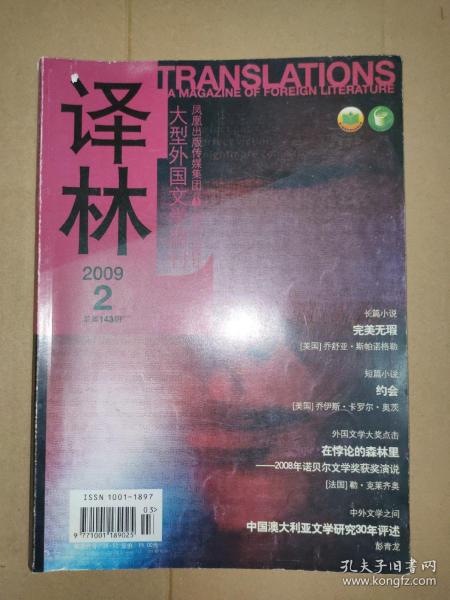 TRANSLATIONS
A MAGAZINE OF FOREIGN LITERATURE
译林
凤凰出版传媒集团
大型外国文学
2009
2
总第143期
长篇小说
完美无瑕
[美国] 乔舒亚·斯帕诺格勒
短篇小说
约会
[美国] 乔伊斯·卡罗尔·奥茨
外国文学大奖点击
在悖论的森林里
——2008年诺贝尔文学奖获奖演说
[法国] 勒·克莱齐奥
中外文学之间
中国澳大利亚文学研究30年评述
彭青龙
ISSN 1001-1897
03>
9 771001 189025
孔夫子旧书网
www.kongfz.com